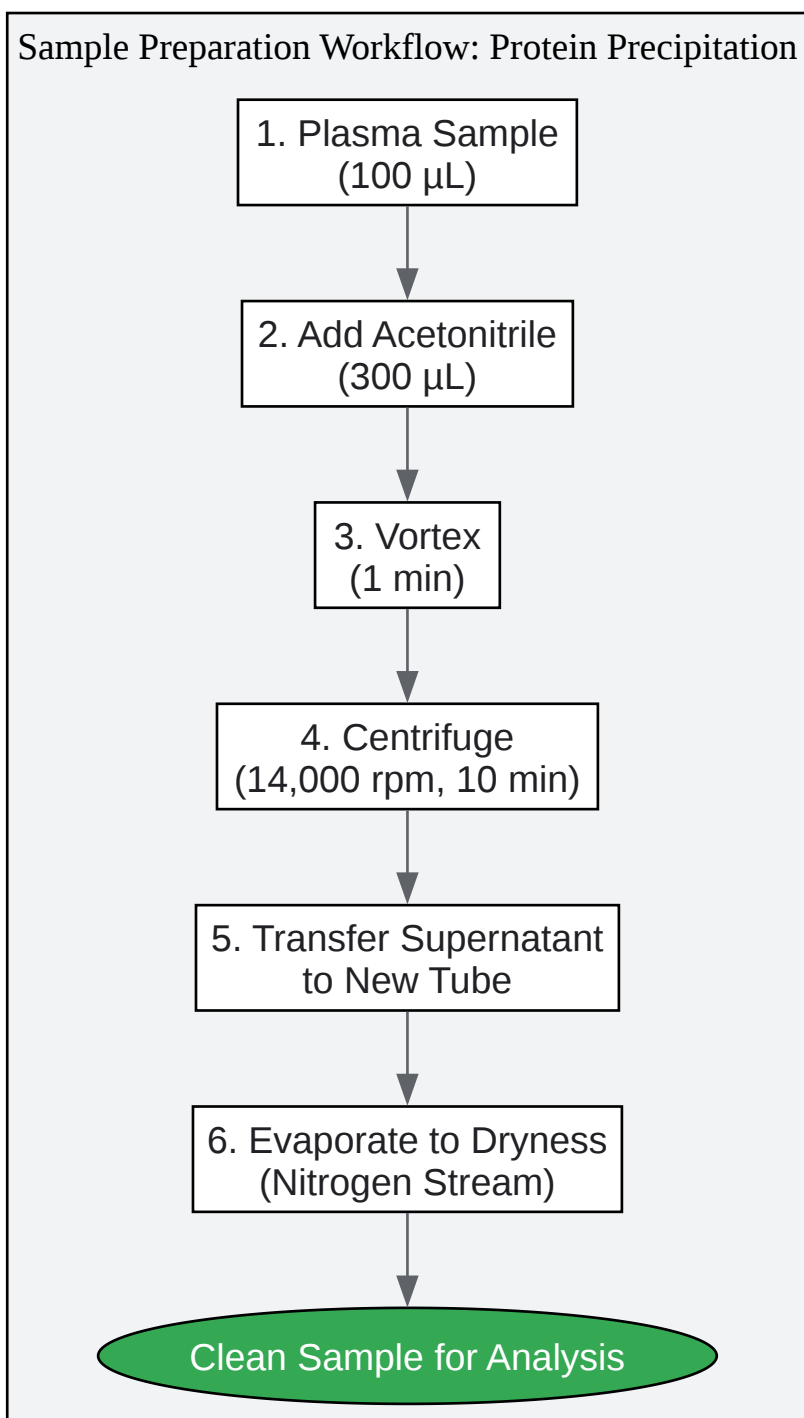 Sample Preparation Workflow: Protein Precipitation
1. Plasma Sample
(100 µL)
2. Add Acetonitrile
(300 µL)
3. Vortex
(1 min)
4. Centrifuge
(14,000 rpm, 10 min)
5. Transfer Supernatant
to New Tube
6. Evaporate to Dryness
(Nitrogen Stream)
Clean Sample for Analysis